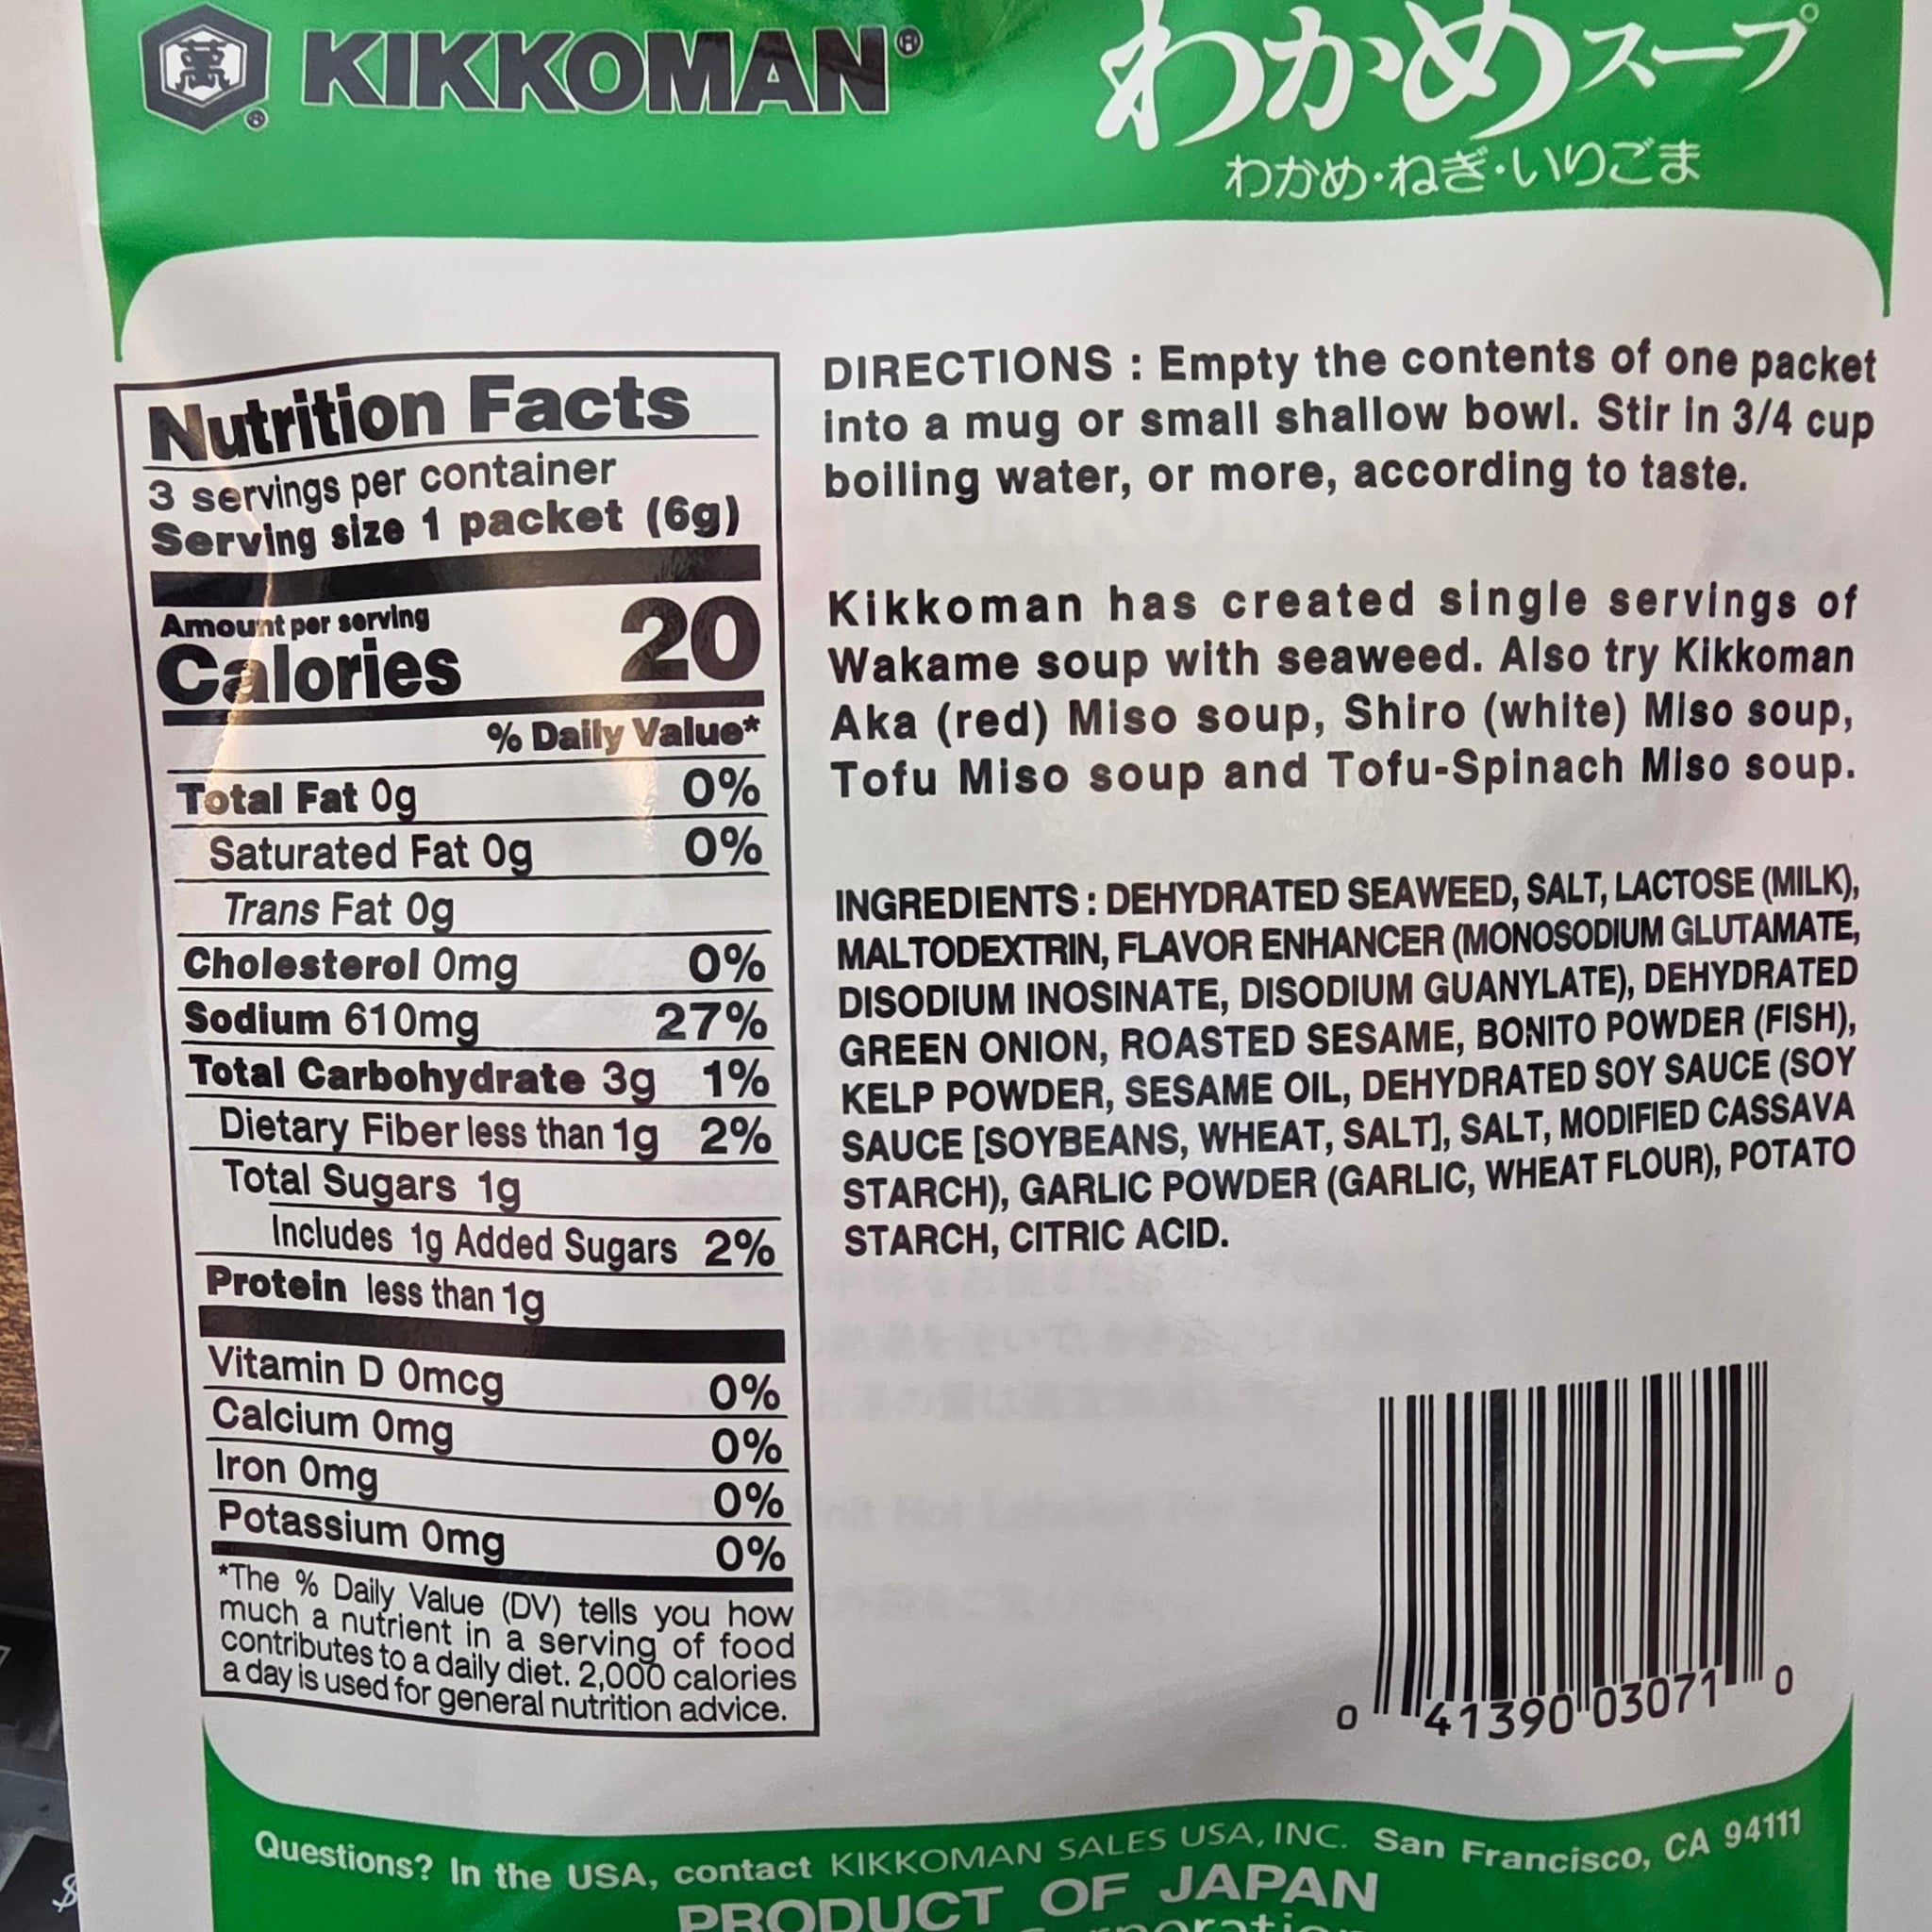 KIKKOMAN®
わかめスープ
わかめ・ねぎ・いりごま
Nutrition Facts
3 servings per container
Serving size 1 packet (6g)
Amount per serving
Calories 20
% Daily Value*
Total Fat 0g 0%
Saturated Fat 0g 0%
Trans Fat 0g
Cholesterol 0mg 0%
Sodium 610mg 27%
Total Carbohydrate 3g 1%
Dietary Fiber less than 1g 2%
Total Sugars 1g
Includes 1g Added Sugars 2%
Protein less than 1g
Vitamin D 0mcg 0%
Calcium 0mg 0%
Iron 0mg 0%
Potassium 0mg 0%
*The % Daily Value (DV) tells you how
much a nutrient in a serving of food
contributes to a daily diet. 2,000 calories
a day is used for general nutrition advice.
DIRECTIONS : Empty the contents of one packet
into a mug or small shallow bowl. Stir in 3/4 cup
boiling water, or more, according to taste.
Kikkoman has created single servings of
Wakame soup with seaweed. Also try Kikkoman
Aka (red) Miso soup, Shiro (white) Miso soup,
Tofu Miso soup and Tofu-Spinach Miso soup.
INGREDIENTS : DEHYDRATED SEAWEED, SALT, LACTOSE (MILK),
MALTODEXTRIN, FLAVOR ENHANCER (MONOSODIUM GLUTAMATE,
DISODIUM INOSINATE, DISODIUM GUANYLATE), DEHYDRATED
GREEN ONION, ROASTED SESAME, BONITO POWDER (FISH),
KELP POWDER, SESAME OIL, DEHYDRATED SOY SAUCE (SOY
SAUCE [SOYBEANS, WHEAT, SALT], SALT, MODIFIED CASSAVA
STARCH), GARLIC POWDER (GARLIC, WHEAT FLOUR), POTATO
STARCH, CITRIC ACID.
0 41390 03071 0
Questions? In the USA, contact KIKKOMAN SALES USA, INC. San Francisco, CA 94111
PRODUCT OF JAPAN